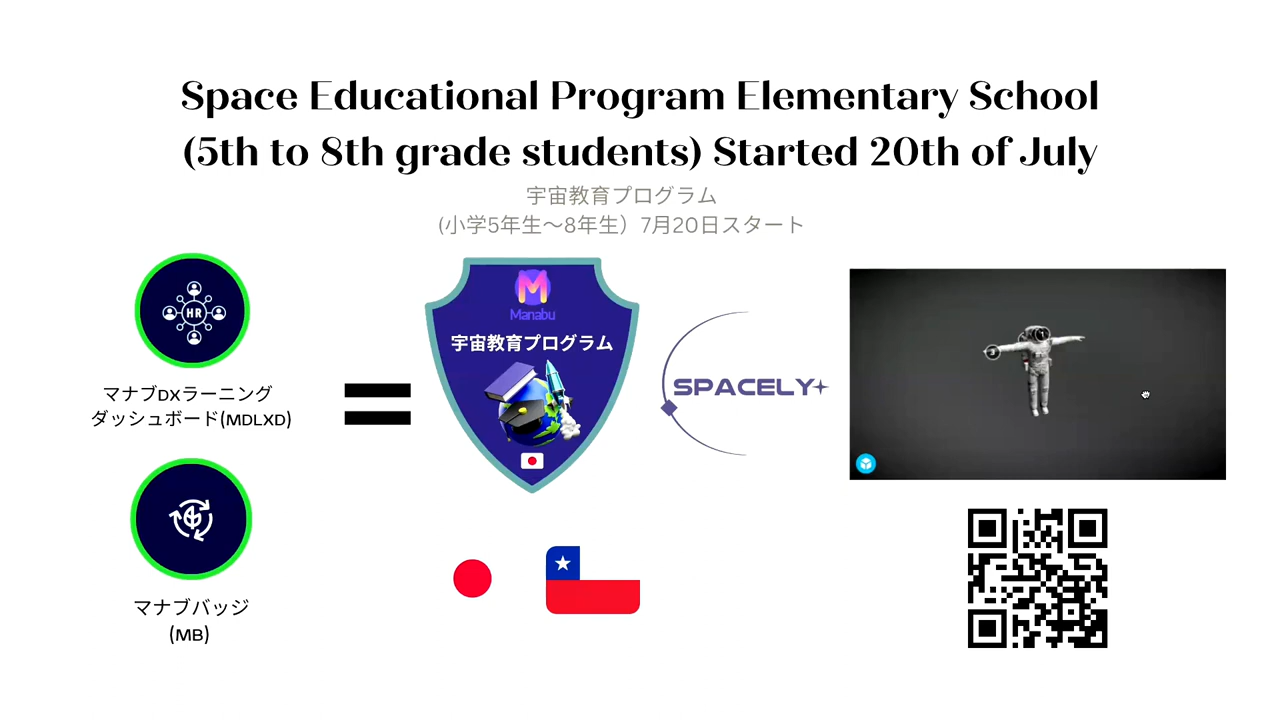 Space Educational Program Elementary School
(5th to 8th grade students) Started 20th of July
宇宙教育プログラム
(小学5年生〜8年生）7月20日スタート
HR
マナブDXラーニング
ダッシュボード(MDLXD)
マナブバッジ
(MB)
M
Manabu
宇宙教育プログラム
SPACELY
3
1